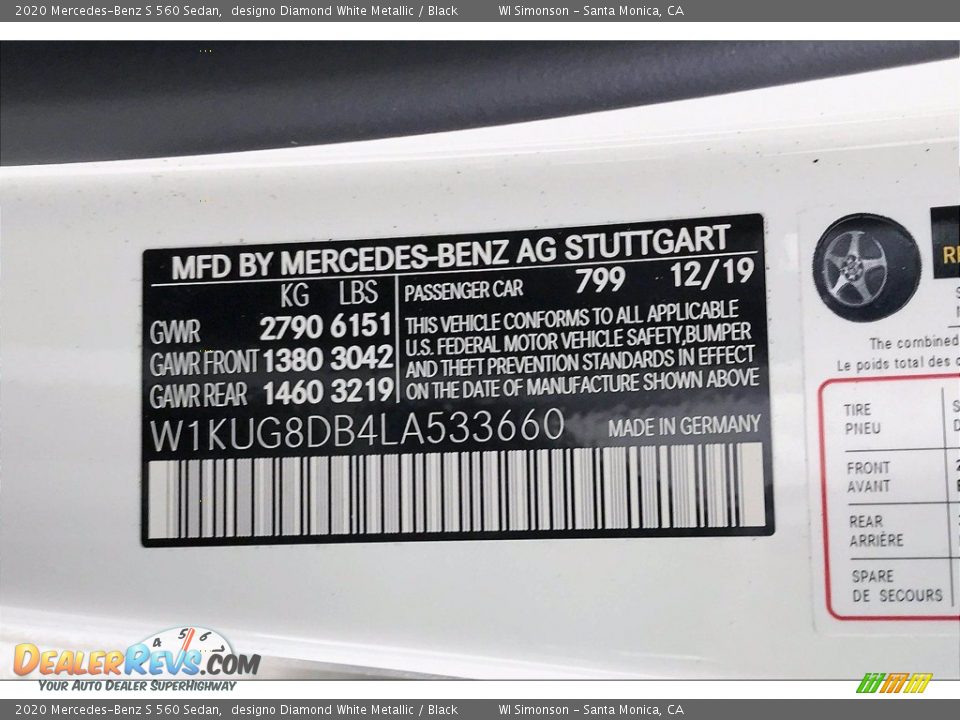 2020 Mercedes-Benz S 560 Sedan, designo Diamond White Metallic / Black WI Simonson - Santa Monica, CA
MFD BY MERCEDES-BENZ AG STUTTGART
KG LBS
GVWR 2790 6151
GAWR FRONT 1380 3042
GAWR REAR 1460 3219
PASSENGER CAR 799 12/19
THIS VEHICLE CONFORMS TO ALL APPLICABLE
U.S. FEDERAL MOTOR VEHICLE SAFETY,BUMPER
AND THEFT PREVENTION STANDARDS IN EFFECT
ON THE DATE OF MANUFACTURE SHOWN ABOVE
W1KUG8DB4LA533660 MADE IN GERMANY
The combined
Le poids total des
TIRE
PNEU
FRONT
AVANT
REAR
ARRIÈRE
SPARE
DE SECOURS
4 5 6 7
DEALERREVS.COM
YOUR AUTO DEALER SUPERHIGHWAY
2020 Mercedes-Benz S 560 Sedan, designo Diamond White Metallic / Black WI Simonson - Santa Monica, CA